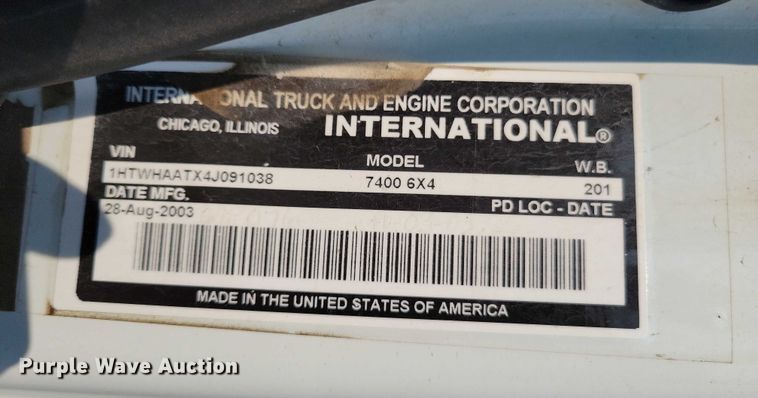 INTERNATIONAL TRUCK AND ENGINE CORPORATION
CHICAGO, ILLINOIS INTERNATIONAL®
VIN MODEL W.B.
1HTWHAATX4J091038 7400 6X4 201
DATE MFG. PD LOC - DATE
28-Aug-2003
MADE IN THE UNITED STATES OF AMERICA
Purple Wave Auction